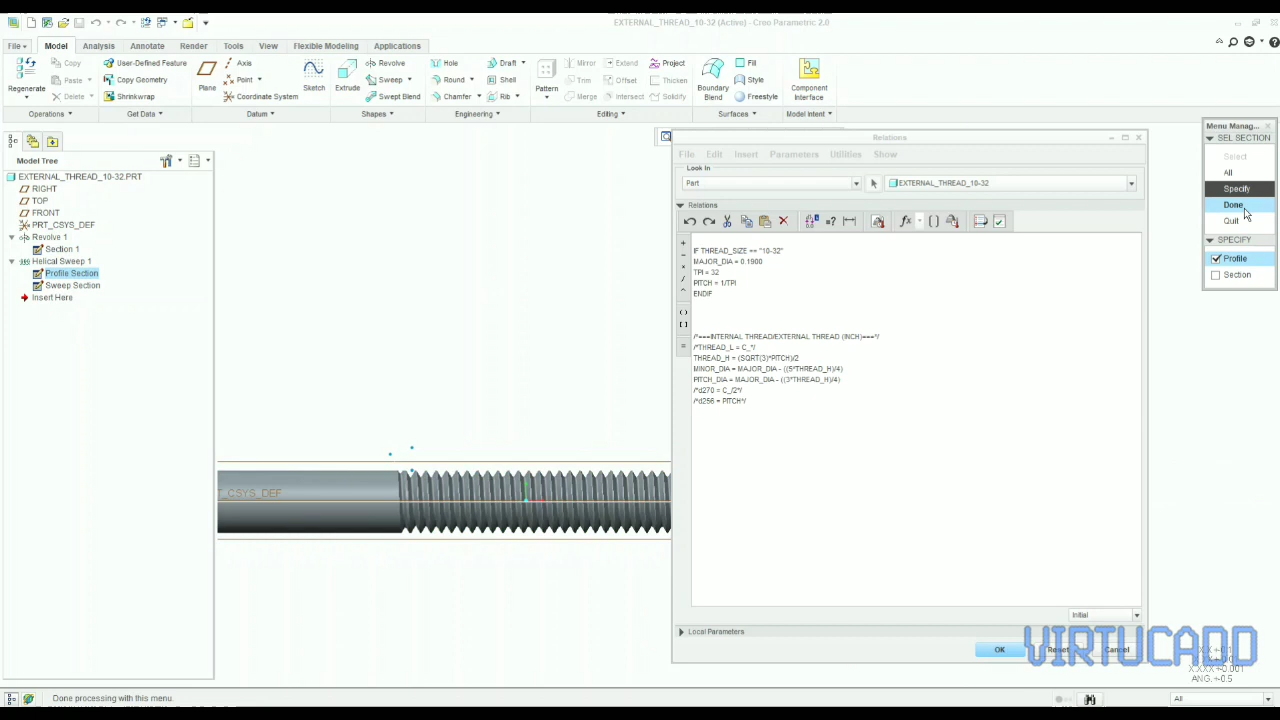 EXTERNAL_THREAD_10-32 (Active) - Creo Parametric 2.0
File Model Analysis Annotate Render Tools View Flexible Modeling Applications
Regenerate
Copy
Paste
Delete
Operations
User-Defined Feature
Copy Geometry
Shrinkwrap
Get Data
Plane
Axis
Point
Coordinate System
Sketch
Datum
Extrude
Revolve
Sweep
Swept Blend
Shapes
Hole
Round
Chamfer
Draft
Shell
Rib
Engineering
Pattern
Mirror
Trim
Merge
Extend
Offset
Intersect
Project
Thicken
Solidify
Editing
Boundary
Blend
Fill
Style
Freestyle
Surfaces
Component
Interface
Model Intent
Model Tree
EXTERNAL_THREAD_10-32.PRT
RIGHT
TOP
FRONT
PRT_CSYS_DEF
Revolve 1
Section 1
Helical Sweep 1
Profile Section
Sweep Section
Insert Here
T_CSYS_DEF
Relations
File Edit Insert Parameters Utilities Show
Look In
Part
EXTERNAL_THREAD_10-32
Relations
IF THREAD_SIZE == "10-32"
MAJOR_DIA = 0.1900
TPI = 32
PITCH = 1/TPI
ENDIF
/*===INTERNAL THREAD/EXTERNAL THREAD (INCH)===*/
/*THREAD_L = C_*/
THREAD_H = (SQRT(3)*PITCH)/2
MINOR_DIA = MAJOR_DIA - ((5*THREAD_H)/4)
PITCH_DIA = MAJOR_DIA - ((3*THREAD_H)/4)
/*d270 = C_/2*/
/*d256 = PITCH*/
Initial
Local Parameters
OK
Reset
Cancel
Menu Manag...
SEL SECTION
Select
All
Specify
Done
Quit
SPECIFY
Profile
Section
VIRTUCADD
ANG. +-0.5
Done processing with this menu.
All